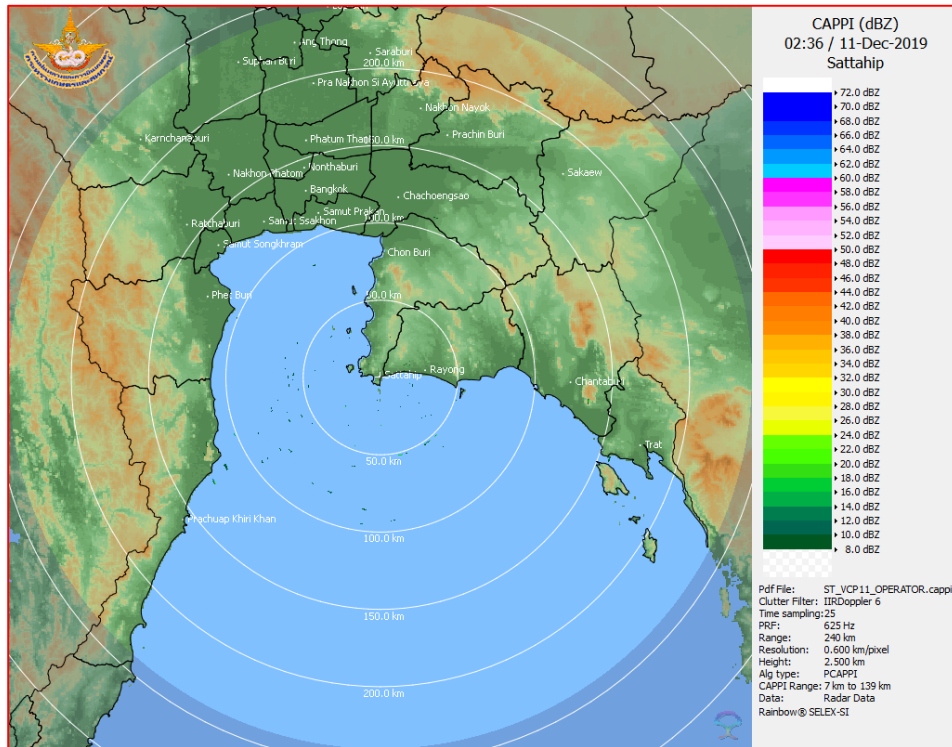 Ang Thong
Saraburi
Suphan Buri
200.0 km
Pra Nakhon Si Ayutthaya
Nakhon Nayok
Karnchanaburi
Phatum Thani
150.0 km
Prachin Buri
Nonthaburi
Nakhon Phatom
Sakaew
Bangkok
Chachoengsao
Samut Prakan
Ratchaburi
Samut Ssakhon
100.0 km
Samut Songkhram
Chon Buri
Phet Buri
50.0 km
Sattahip
Rayong
Chantaburi
Trat
50.0 km
Prachuap Khiri Khan
100.0 km
150.0 km
200.0 km
CAPPI (dBZ)
02:36 / 11-Dec-2019
Sattahip
72.0 dBZ
70.0 dBZ
68.0 dBZ
66.0 dBZ
64.0 dBZ
62.0 dBZ
60.0 dBZ
58.0 dBZ
56.0 dBZ
54.0 dBZ
52.0 dBZ
50.0 dBZ
48.0 dBZ
46.0 dBZ
44.0 dBZ
42.0 dBZ
40.0 dBZ
38.0 dBZ
36.0 dBZ
34.0 dBZ
32.0 dBZ
30.0 dBZ
28.0 dBZ
26.0 dBZ
24.0 dBZ
22.0 dBZ
20.0 dBZ
18.0 dBZ
16.0 dBZ
14.0 dBZ
12.0 dBZ
10.0 dBZ
8.0 dBZ
Pdf File: ST_VCP11_OPERATOR.cappi
Clutter Filter: IIRDoppler 6
Time sampling:25
PRF: 625 Hz
Range: 240 km
Resolution: 0.600 km/pixel
Height: 2.500 km
Alg type: PCAPPI
CAPPI Range: 7 km to 139 km
Data: Radar Data
Rainbow® SELEX-SI